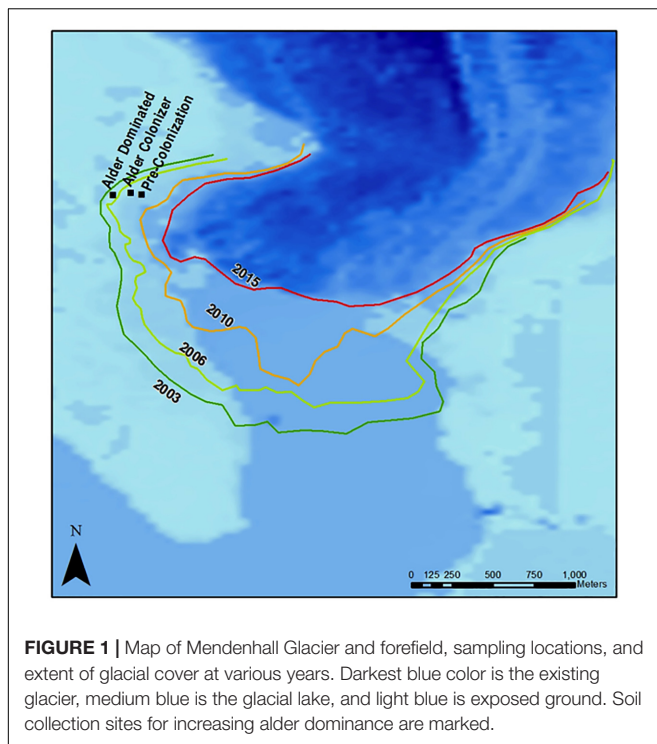 Alder Dominated
Alder Colonizer
Pre-Colonization
2015
2010
2006
2003
N
0 125 250 500 750 1,000
Meters
FIGURE 1 | Map of Mendenhall Glacier and forefield, sampling locations, and
extent of glacial cover at various years. Darkest blue color is the existing
glacier, medium blue is the glacial lake, and light blue is exposed ground. Soil
collection sites for increasing alder dominance are marked.